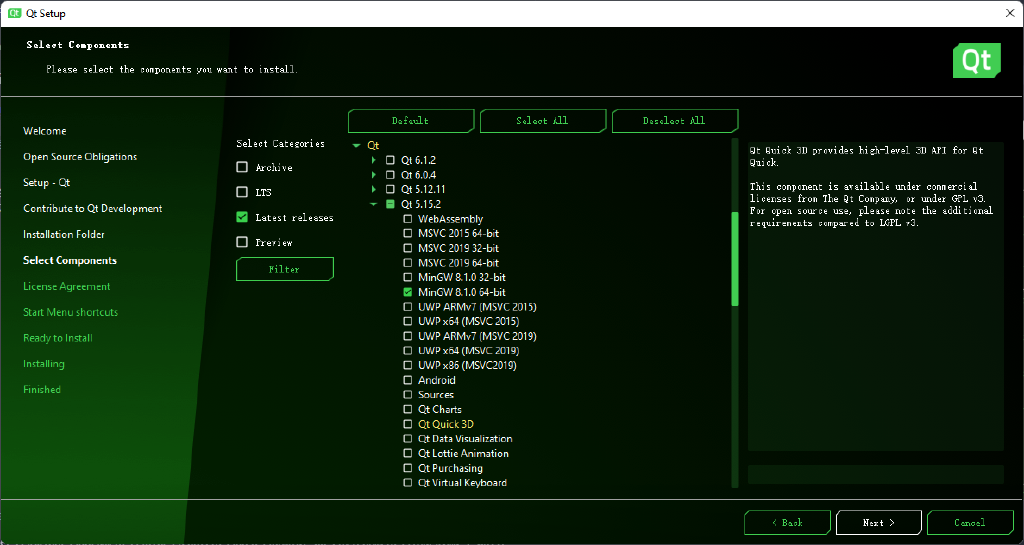 Qt Setup
Select Components
Please select the components you want to install.
Qt
Welcome
Open Source Obligations
Setup - Qt
Contribute to Qt Development
Installation Folder
Select Components
License Agreement
Start Menu shortcuts
Ready to Install
Installing
Finished
Select Categories
Archive
LTS
Latest releases
Preview
Filter
Default
Select All
Deselect All
Qt
Qt 6.1.2
Qt 6.0.4
Qt 5.12.11
Qt 5.15.2
WebAssembly
MSVC 2015 64-bit
MSVC 2019 32-bit
MSVC 2019 64-bit
MinGW 8.1.0 32-bit
MinGW 8.1.0 64-bit
UWP ARMv7 (MSVC 2015)
UWP x64 (MSVC 2015)
UWP ARMv7 (MSVC 2019)
UWP x64 (MSVC 2019)
UWP x86 (MSVC2019)
Android
Sources
Qt Charts
Qt Quick 3D
Qt Data Visualization
Qt Lottie Animation
Qt Purchasing
Qt Virtual Keyboard
Qt Quick 3D provides high-level 3D API for Qt
Quick.
This component is available under commercial
licenses from The Qt Company, or under GPL v3.
For open source use, please note the additional
requirements compared to LGPL v3.
< Back
Next >
Cancel